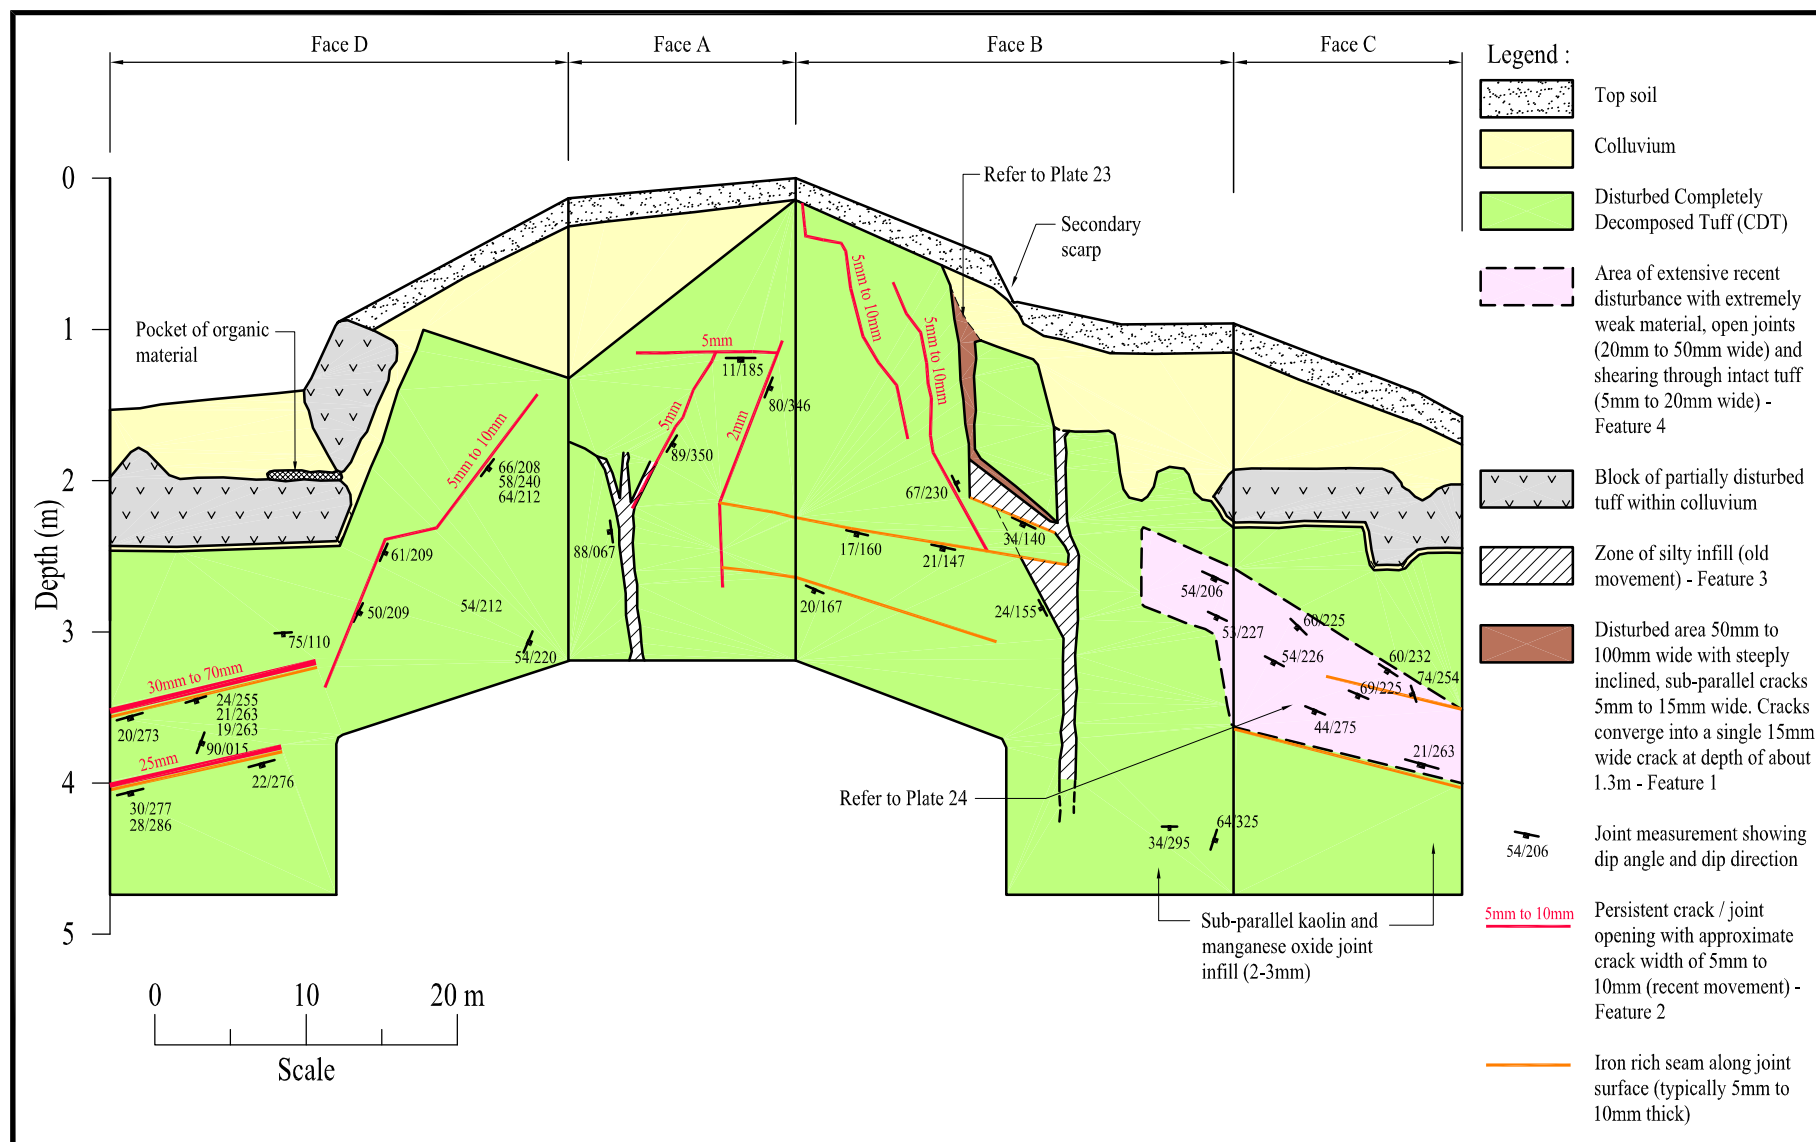 Face D
Face A
Face B
Face C
Legend :
Top soil
Colluvium
Disturbed Completely
Decomposed Tuff (CDT)
Area of extensive recent
disturbance with extremely
weak material, open joints
(20mm to 50mm wide) and
shearing through intact tuff
(5mm to 20mm wide) -
Feature 4
Block of partially disturbed
tuff within colluvium
Zone of silty infill (old
movement) - Feature 3
Disturbed area 50mm to
100mm wide with steeply
inclined, sub-parallel cracks
5mm to 15mm wide. Cracks
converge into a single 15mm
wide crack at depth of about
1.3m - Feature 1
54/206
Joint measurement showing
dip angle and dip direction
5mm to 10mm
Persistent crack / joint
opening with approximate
crack width of 5mm to
10mm (recent movement) -
Feature 2
Iron rich seam along joint
surface (typically 5mm to
10mm thick)
Depth (m)
0
1
2
3
4
5
Refer to Plate 23
Secondary
scarp
Pocket of organic
material
5mm to 10mm
66/208
58/240
64/212
61/209
50/209
54/212
54/220
75/110
30mm to 70mm
24/255
21/263
19/263
20/273
90/015
25mm
22/276
30/277
28/286
5mm
11/185
80/346
5mm
2mm
89/350
88/067
5mm to 10mm
5mm to 10mm
67/230
34/140
17/160
21/147
20/167
24/155
54/206
53/227
60/225
54/226
60/232
74/254
69/225
44/275
21/263
Refer to Plate 24
34/295
64/325
Sub-parallel kaolin and
manganese oxide joint
infill (2-3mm)
0
10
20 m
Scale